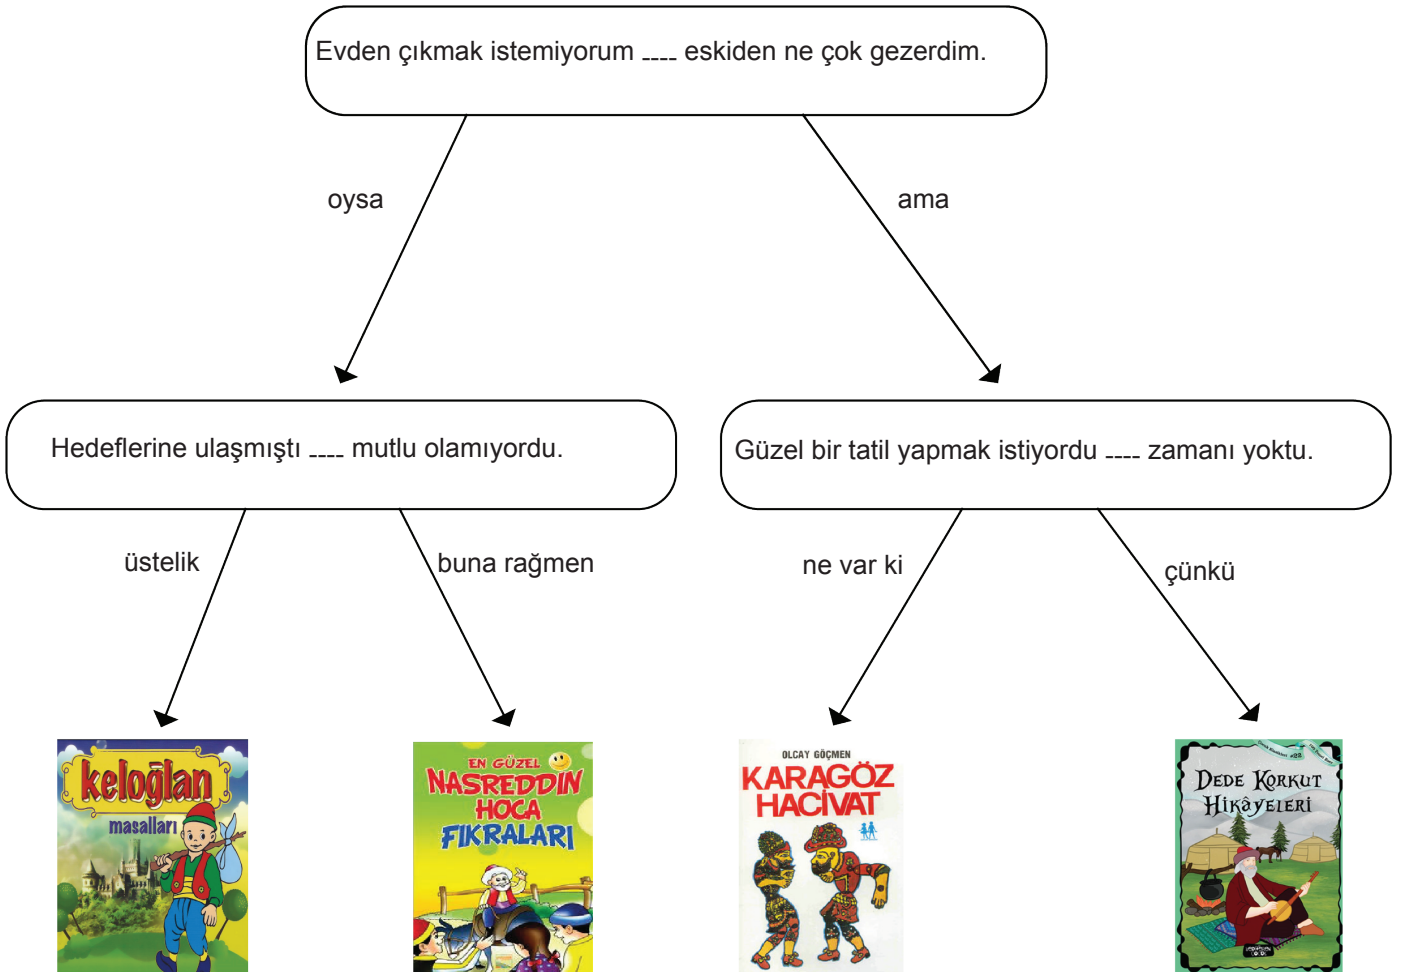 Evden çıkmak istemiyorum ---- eskiden ne çok gezerdim.
oysa
ama
Hedeflerine ulaşmıştı ---- mutlu olamıyordu.
Güzel bir tatil yapmak istiyordu ---- zamanı yoktu.
üstelik
buna rağmen
ne var ki
çünkü
keloğlan
masalları
EN GÜZEL
NASREDDIN
HOCA
FIKRALARI
OLCAY GÖÇMEN
KARAGÖZ
HACİVAT
DEDE KORKUT
HİKÂYELERİ